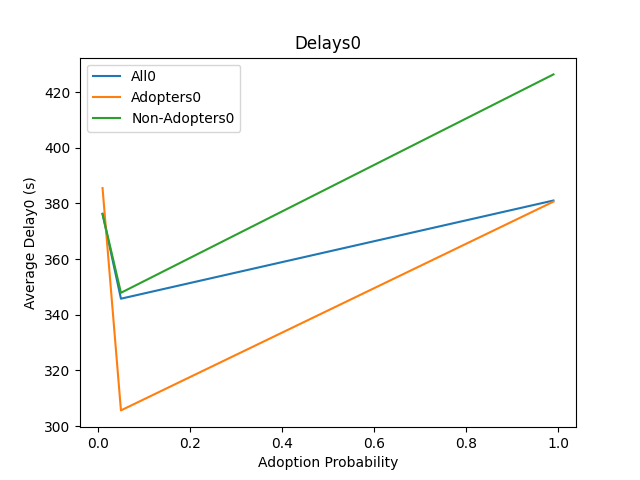 Delays0
All0
Adopters0
Non-Adopters0
Average Delay0 (s)
420
400
380
360
340
320
300
0.0 0.2 0.4 0.6 0.8 1.0
Adoption Probability